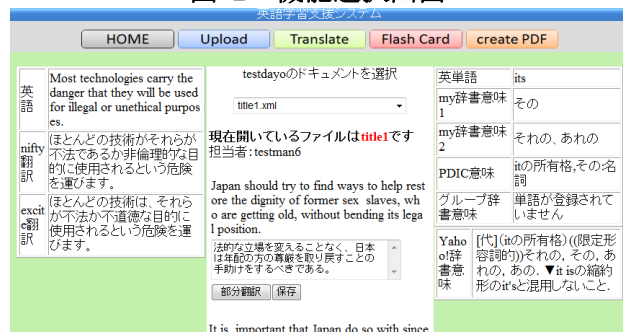 英語学習支援システム
HOME Upload Translate Flash Card create PDF
英語
Most technologies carry the
danger that they will be used
for illegal or unethical purpos
es.
nifty翻訳
ほとんどの技術がそれらが
不法であるか非倫理的な目
的に使用されるという危険
を運びます。
excite翻訳
ほとんどの技術は、それら
が不法か不道徳な目的に
使用されるという危険を運
びます。
testdayoのドキュメントを選択
title1.xml
現在開いているファイルはtitle1です
担当者:testman6
Japan should try to find ways to help rest
ore the dignity of former sex slaves, wh
o are getting old, without bending its lega
l position.
法的な立場を変えることなく、日本
は年配の方の尊厳を取り戻すことの
手助けをするべきである。
部分翻訳 保存
It is important that Japan do so with since
英単語 its
my辞書意味1 その
my辞書意味2 それの、あれの
PDIC意味 itの所有格,その:名詞
グループ辞書意味 単語が登録されていません
Yahoo!辞書意味
[代](itの所有格)((限定形
容詞的))それの, その, あ
れの, あの. ▼it isの縮約
形のit'sと混用しないこと.